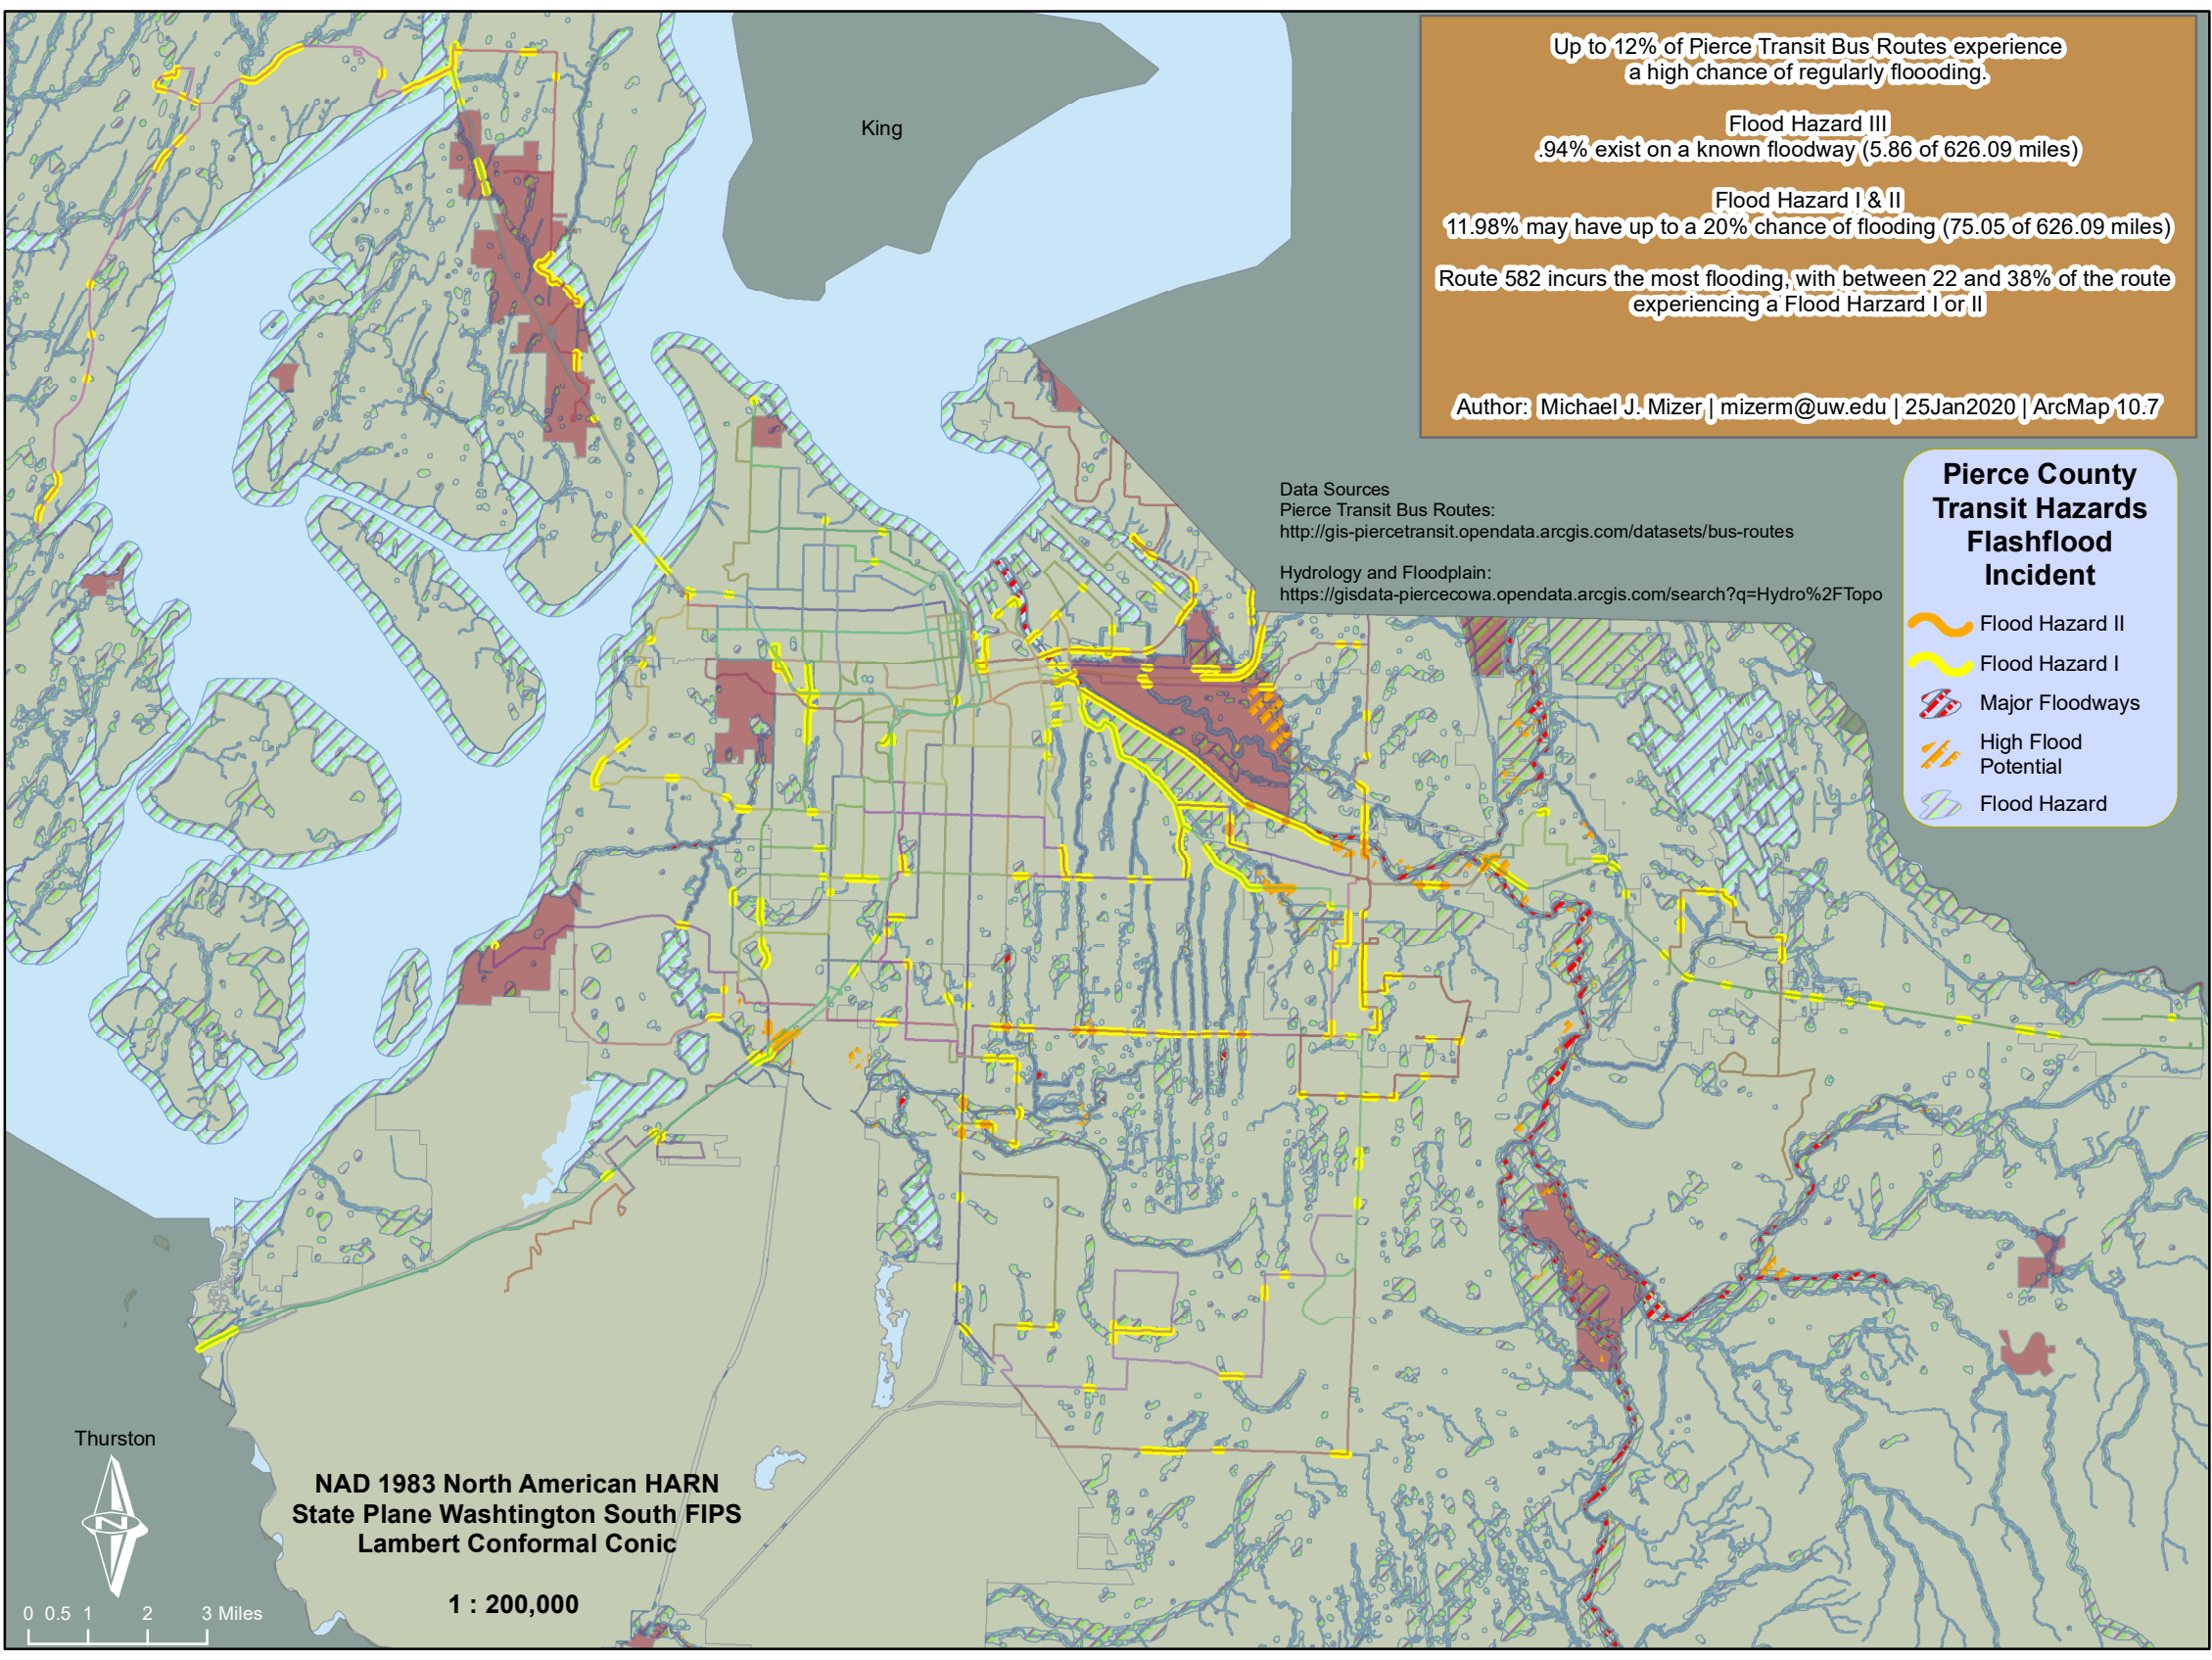 Up to 12% of Pierce Transit Bus Routes experience
a high chance of regularly floooding.
Flood Hazard III
.94% exist on a known floodway (5.86 of 626.09 miles)
Flood Hazard I & II
11.98% may have up to a 20% chance of flooding (75.05 of 626.09 miles)
Route 582 incurs the most flooding, with between 22 and 38% of the route
experiencing a Flood Harzard I or II
Author: Michael J. Mizer | mizerm@uw.edu | 25Jan2020 | ArcMap 10.7
King
Data Sources
Pierce Transit Bus Routes:
http://gis-piercetransit.opendata.arcgis.com/datasets/bus-routes
Hydrology and Floodplain:
https://gisdata-piercecowa.opendata.arcgis.com/search?q=Hydro%2FTopo
Pierce County
Transit Hazards
Flashflood
Incident
Flood Hazard II
Flood Hazard I
Major Floodways
High Flood
Potential
Flood Hazard
Thurston
N
NAD 1983 North American HARN
State Plane Washtington South FIPS
Lambert Conformal Conic
1 : 200,000
0 0.5 1 2 3 Miles